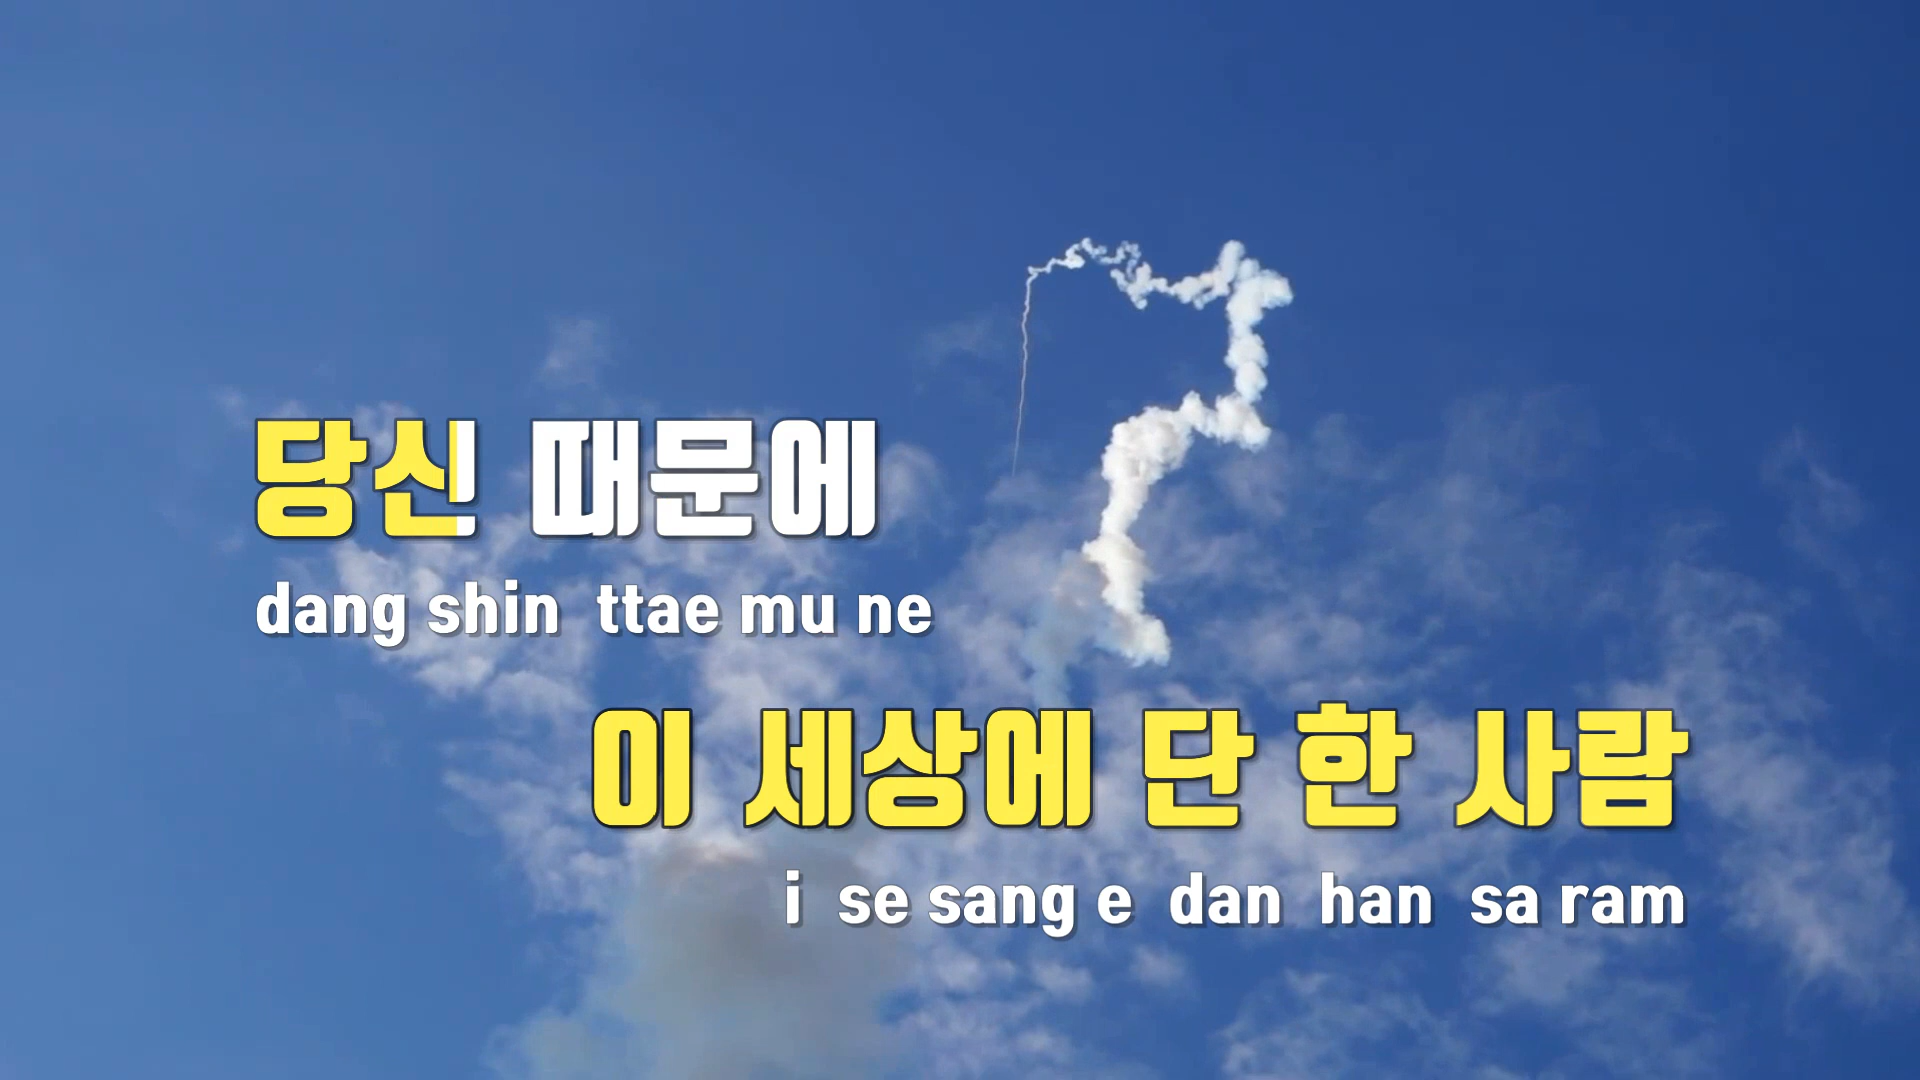 당신 때문에
dang shin ttae mu ne
이 세상에 단 한 사람
i se sang e dan han sa ram